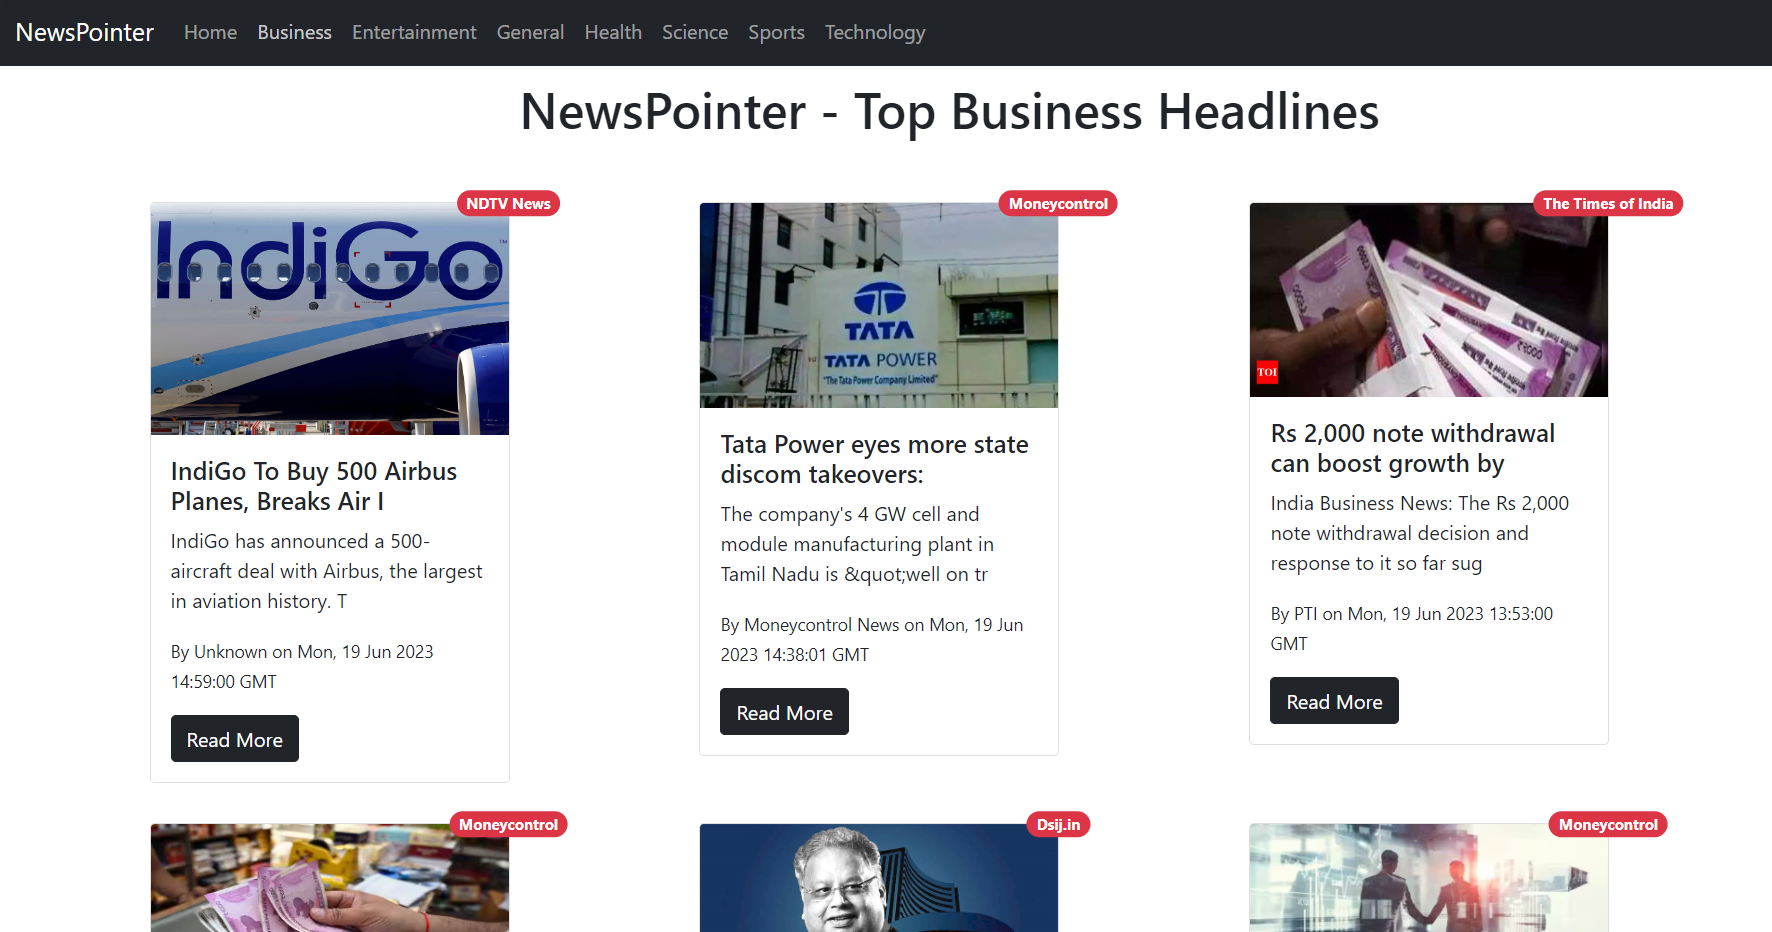 NewsPointer Home Business Entertainment General Health Science Sports Technology
NewsPointer - Top Business Headlines
NDTV News
IndiGo
IndiGo To Buy 500 Airbus
Planes, Breaks Air I
IndiGo has announced a 500-
aircraft deal with Airbus, the largest
in aviation history. T
By Unknown on Mon, 19 Jun 2023
14:59:00 GMT
Read More
Moneycontrol
TATA
TATA POWER
"The Tata Power Company Limited"
Tata Power eyes more state
discom takeovers:
The company's 4 GW cell and
module manufacturing plant in
Tamil Nadu is &quot;well on tr
By Moneycontrol News on Mon, 19 Jun
2023 14:38:01 GMT
Read More
The Times of India
TOI
Rs 2,000 note withdrawal
can boost growth by
India Business News: The Rs 2,000
note withdrawal decision and
response to it so far sug
By PTI on Mon, 19 Jun 2023 13:53:00
GMT
Read More
Moneycontrol
Dsij.in
Moneycontrol